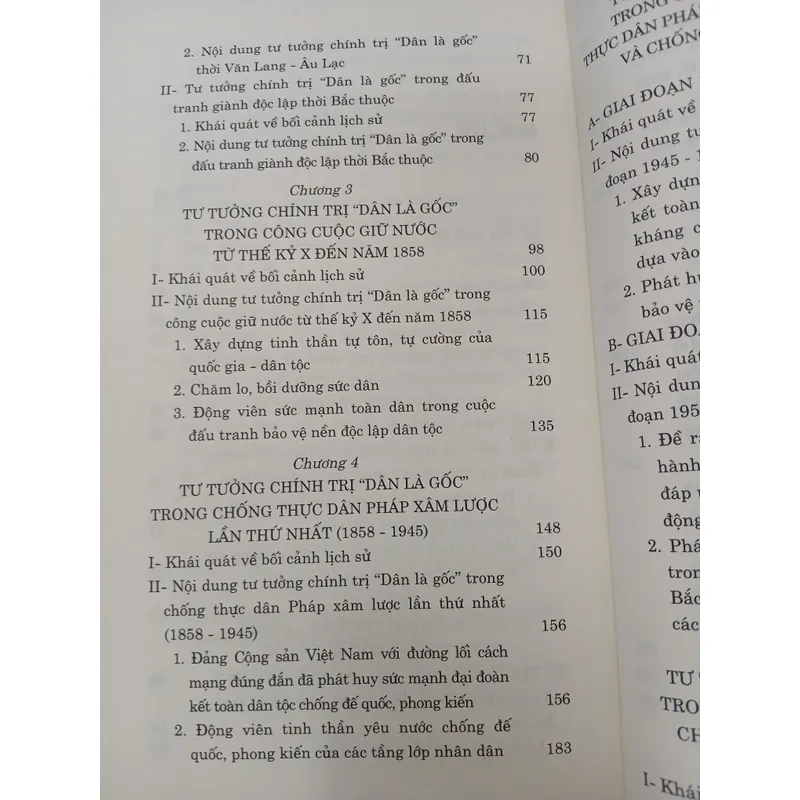 2. Nội dung tư tưởng chính trị “Dân là gốc”
thời Văn Lang - Âu Lạc 71
II- Tư tưởng chính trị “Dân là gốc” trong đấu
tranh giành độc lập thời Bắc thuộc 77
1. Khái quát về bối cảnh lịch sử 77
2. Nội dung tư tưởng chính trị “Dân là gốc” trong
đấu tranh giành độc lập thời Bắc thuộc 80
Chương 3
TƯ TƯỞNG CHÍNH TRỊ “DÂN LÀ GỐC”
TRONG CÔNG CUỘC GIỮ NƯỚC
TỪ THẾ KỶ X ĐẾN NĂM 1858 98
I- Khái quát về bối cảnh lịch sử 100
II- Nội dung tư tưởng chính trị “Dân là gốc” trong
công cuộc giữ nước từ thế kỷ X đến năm 1858 115
1. Xây dựng tinh thần tự tôn, tự cường của
quốc gia - dân tộc 115
2. Chăm lo, bồi dưỡng sức dân 120
3. Động viên sức mạnh toàn dân trong cuộc
đấu tranh bảo vệ nền độc lập dân tộc 135
Chương 4
TƯ TƯỞNG CHÍNH TRỊ “DÂN LÀ GỐC”
TRONG CHỐNG THỰC DÂN PHÁP XÂM LƯỢC
LẦN THỨ NHẤT (1858 - 1945) 148
I- Khái quát về bối cảnh lịch sử 150
II- Nội dung tư tưởng chính trị “Dân là gốc” trong
chống thực dân Pháp xâm lược lần thứ nhất
(1858 - 1945) 156
1. Đảng Cộng sản Việt Nam với đường lối cách
mạng đúng đắn đã phát huy sức mạnh đại đoàn
kết toàn dân tộc chống đế quốc, phong kiến 156
2. Động viên tinh thần yêu nước chống đế
quốc, phong kiến của các tầng lớp nhân dân 183
TRONG
THỰC DÂN PHÁP
VÀ CHỐNG
A- GIAI ĐOẠN
I- Khái quát về
II- Nội dung
đoạn 1945 -
1. Xây dựng
kết toàn
kháng
dựa vào
2. Phát
bảo vệ
B- GIAI
I- Khái quát
II- Nội dung
đoạn
1. Đề
hành
đáp
động
2. Phát
trong
Bắc
các
TƯ
I- Khái